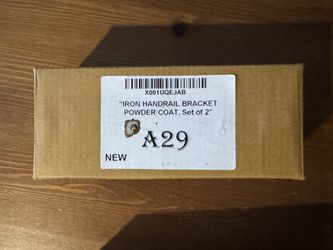 X001UQEJAB
"IRON HANDRAIL BRACKET
POWDER COAT, Set of 2"
A29
NEW